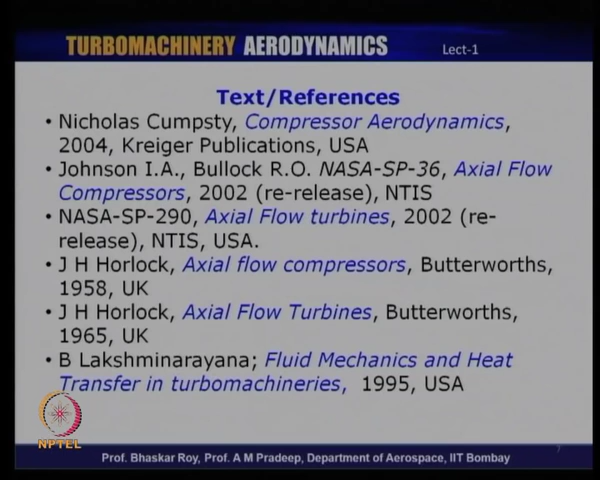 TURBOMACHINERY AERODYNAMICS Lect-1
Text/References
• Nicholas Cumpsty, Compressor Aerodynamics,
2004, Kreiger Publications, USA
• Johnson I.A., Bullock R.O. NASA-SP-36, Axial Flow
Compressors, 2002 (re-release), NTIS
• NASA-SP-290, Axial Flow turbines, 2002 (re-
release), NTIS, USA.
• J H Horlock, Axial flow compressors, Butterworths,
1958, UK
• J H Horlock, Axial Flow Turbines, Butterworths,
1965, UK
• B Lakshminarayana; Fluid Mechanics and Heat
Transfer in turbomachineries, 1995, USA
NPTEL
Prof. Bhaskar Roy, Prof. A M Pradeep, Department of Aerospace, IIT Bombay